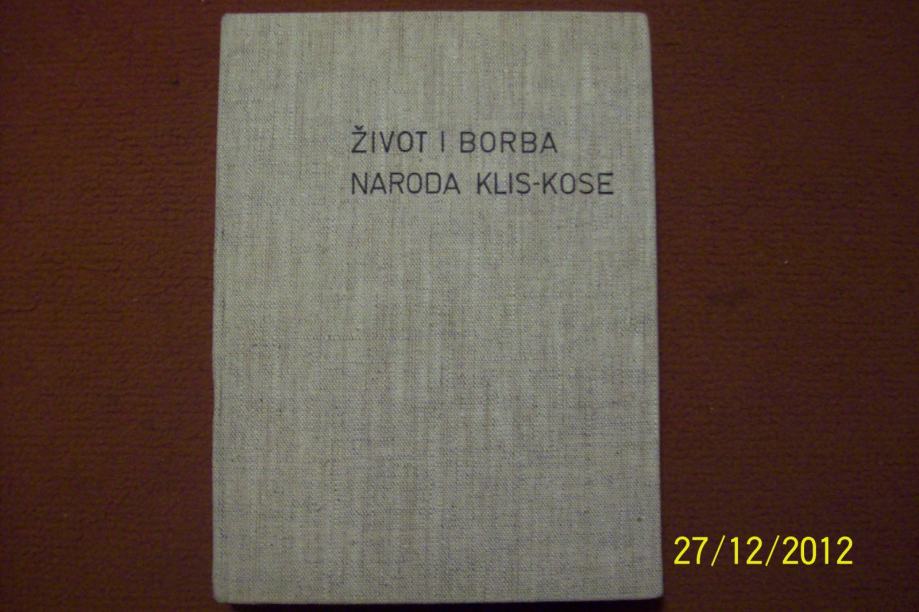 ŽIVOT I BORBA
NARODA KLIS-KOSE
27/12/2012